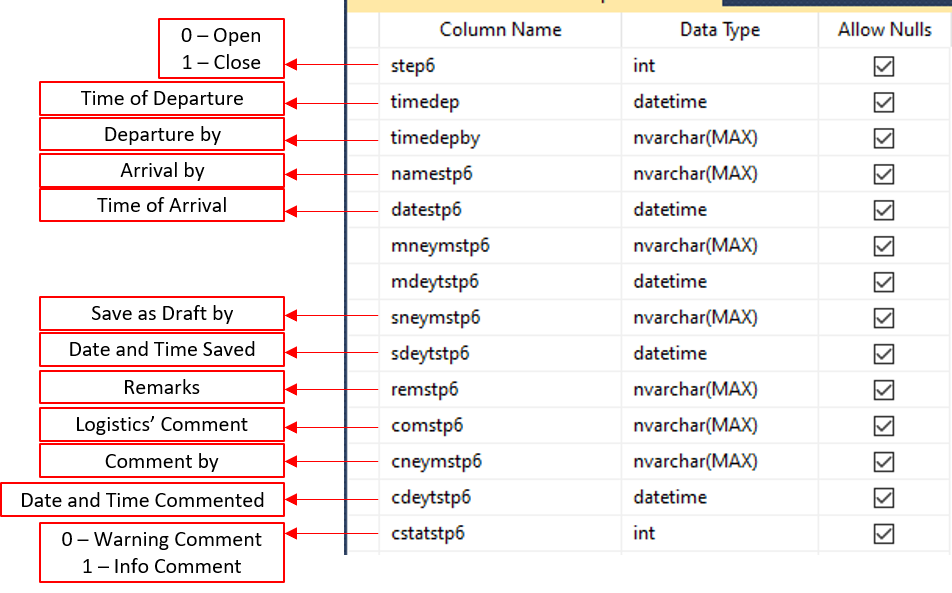 Column Name Data Type Allow Nulls
0 – Open
1 – Close
step6 int
Time of Departure timedep datetime
Departure by timedepby nvarchar(MAX)
Arrival by namestp6 nvarchar(MAX)
Time of Arrival datestp6 datetime
mneymstp6 nvarchar(MAX)
mdeytstp6 datetime
Save as Draft by sneymstp6 nvarchar(MAX)
Date and Time Saved sdeytstp6 datetime
Remarks remstp6 nvarchar(MAX)
Logistics’ Comment comstp6 nvarchar(MAX)
Comment by cneymstp6 nvarchar(MAX)
Date and Time Commented cdeytstp6 datetime
cstatstp6 int
0 – Warning Comment
1 – Info Comment